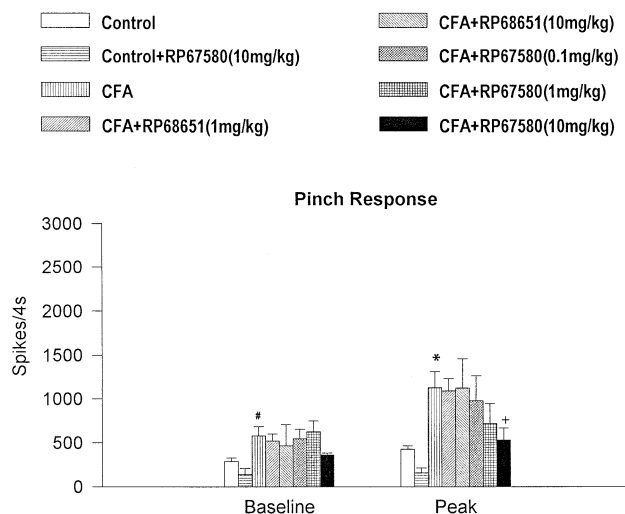 Control
Control+RP67580(10mg/kg)
CFA
CFA+RP68651(1mg/kg)
CFA+RP68651(10mg/kg)
CFA+RP67580(0.1mg/kg)
CFA+RP67580(1mg/kg)
CFA+RP67580(10mg/kg)
Pinch Response
Spikes/4s
3000
2500
2000
1500
1000
500
0
#
*
+
Baseline
Peak